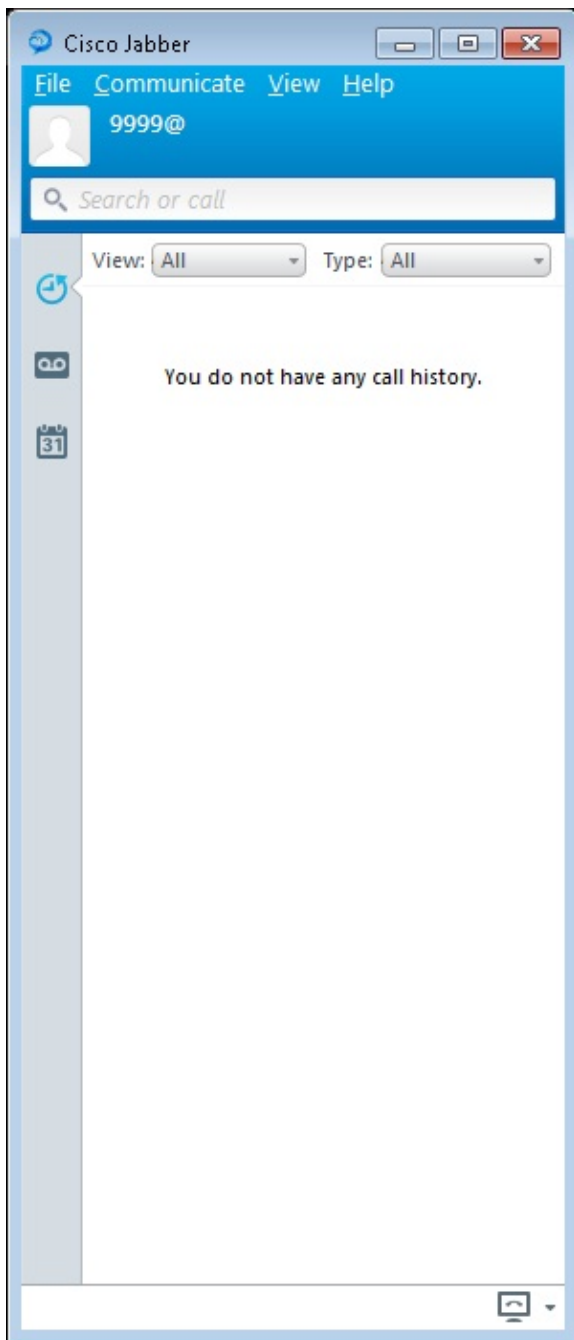 Cisco Jabber
File Communicate View Help
9999@
Search or call
View: All Type: All
You do not have any call history.
31